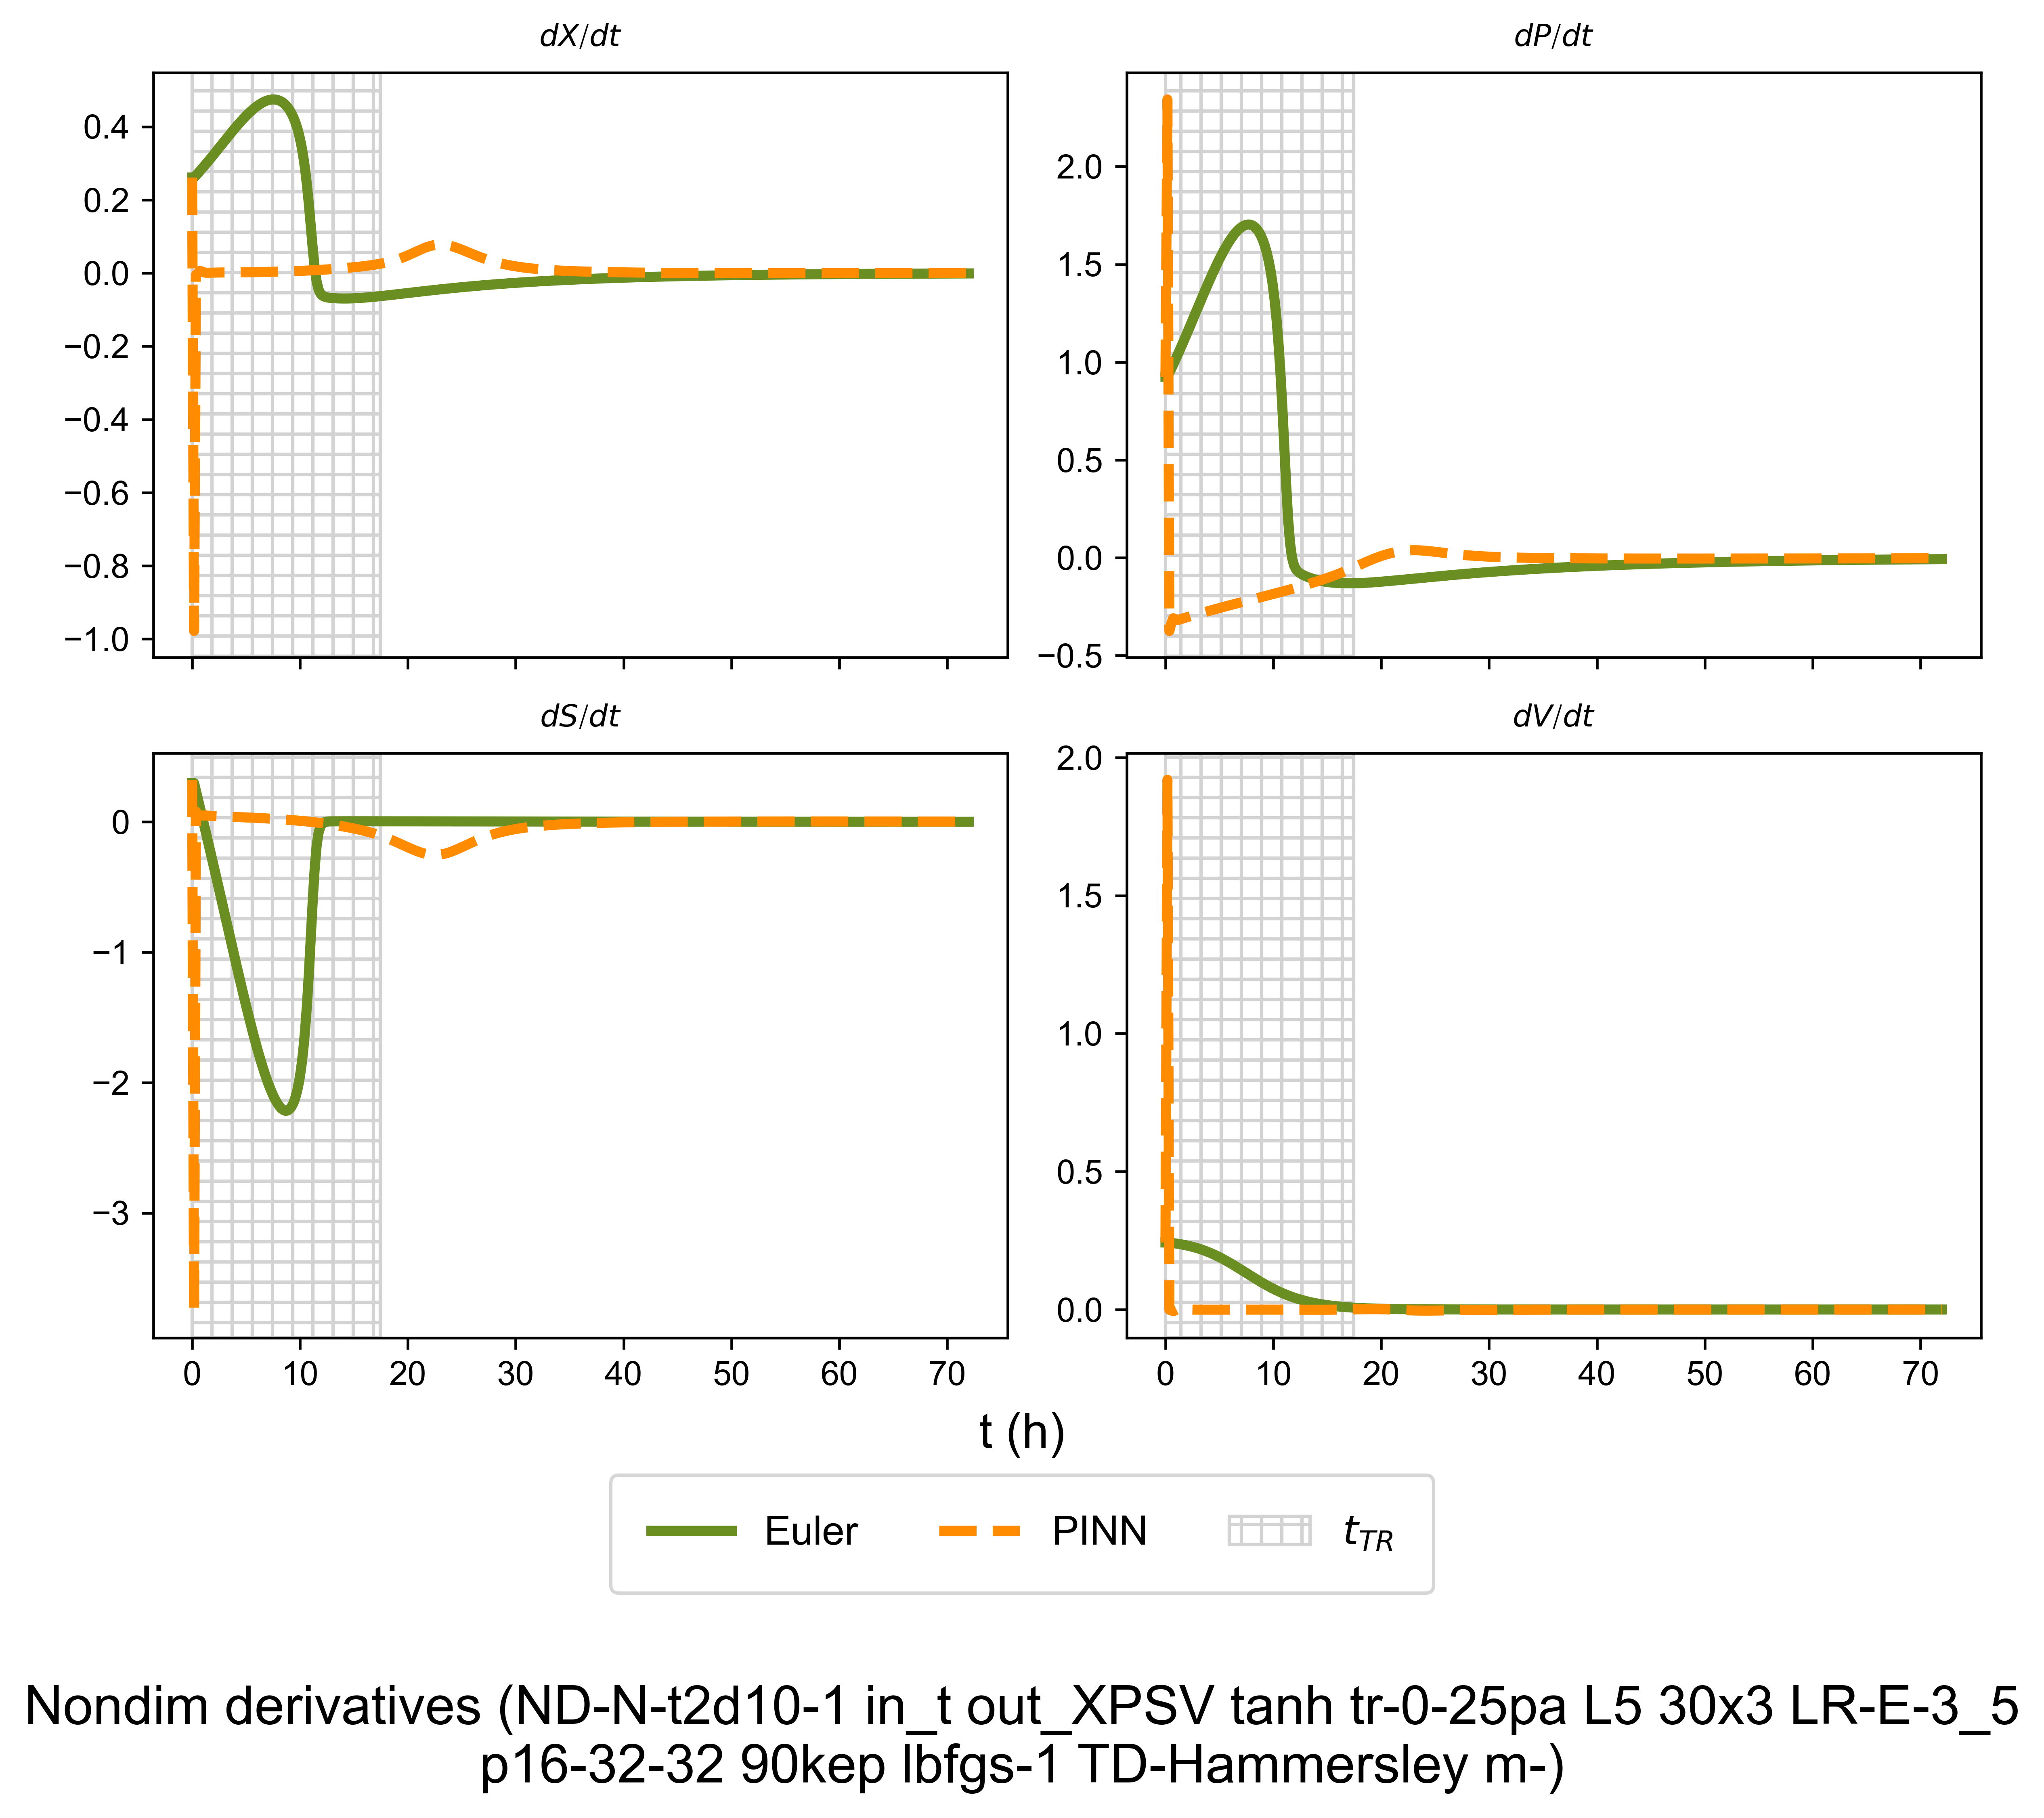 dX/dt
dP/dt
0.4
0.2
0.0
−0.2
−0.4
−0.6
−0.8
−1.0
2.0
1.5
1.0
0.5
0.0
−0.5
dS/dt
dV/dt
0
−1
−2
−3
0 10 20 30 40 50 60 70
2.0
1.5
1.0
0.5
0.0
0 10 20 30 40 50 60 70
t (h)
Euler PINN t_TR
Nondim derivatives (ND-N-t2d10-1 in_t out_XPSV tanh tr-0-25pa L5 30x3 LR-E-3_5
p16-32-32 90kep lbfgs-1 TD-Hammersley m-)